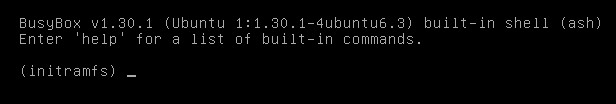 BusyBox v1.30.1 (Ubuntu 1:1.30.1-4ubuntu6.3) built-in shell (ash)
Enter 'help' for a list of built-in commands.
(initramfs) _